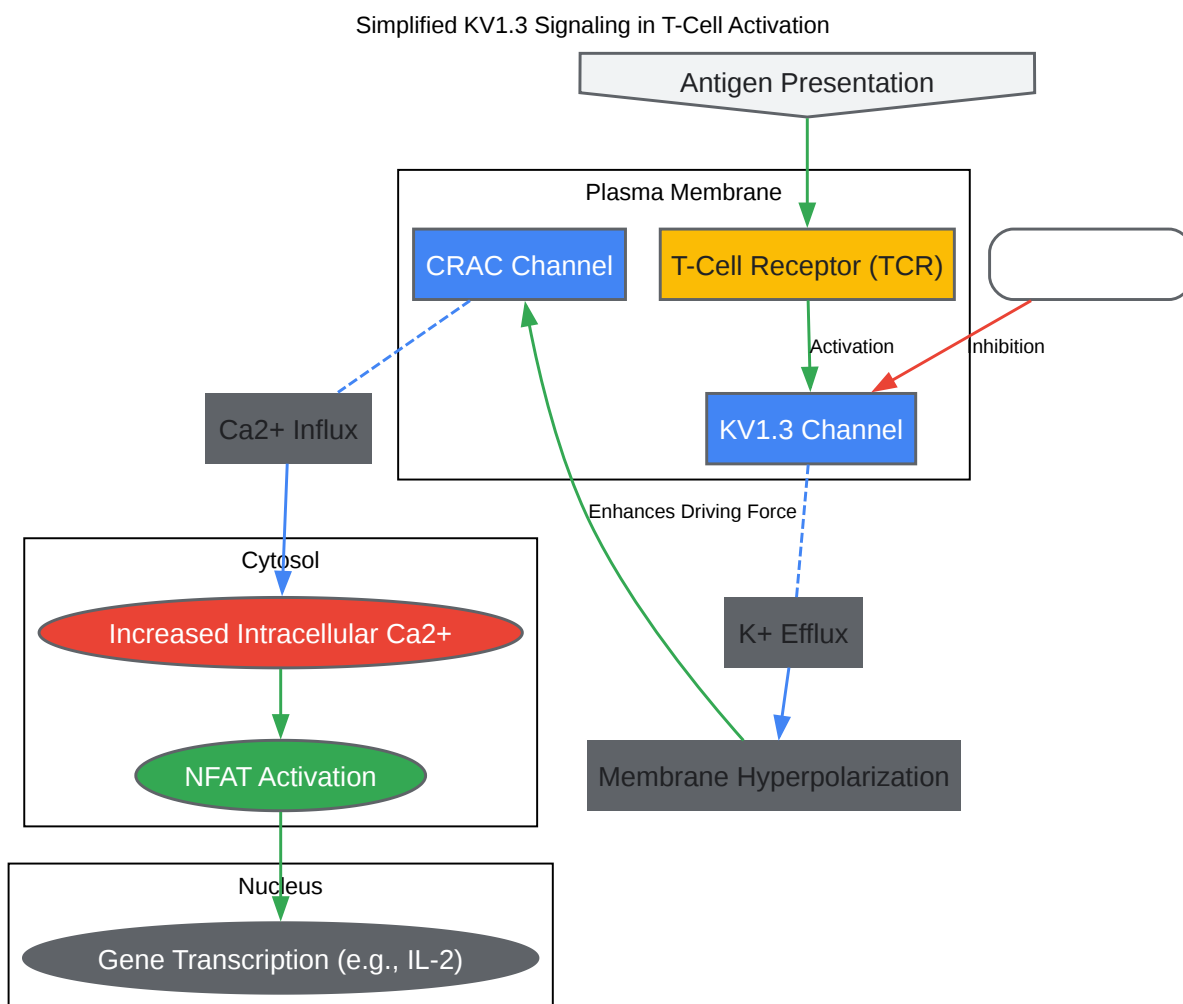 Simplified KV1.3 Signaling in T-Cell Activation
Antigen Presentation
Plasma Membrane
CRAC Channel
T-Cell Receptor (TCR)
Activation
Inhibition
Ca2+ Influx
KV1.3 Channel
Enhances Driving Force
Cytosol
Increased Intracellular Ca2+
K+ Efflux
NFAT Activation
Membrane Hyperpolarization
Nucleus
Gene Transcription (e.g., IL-2)